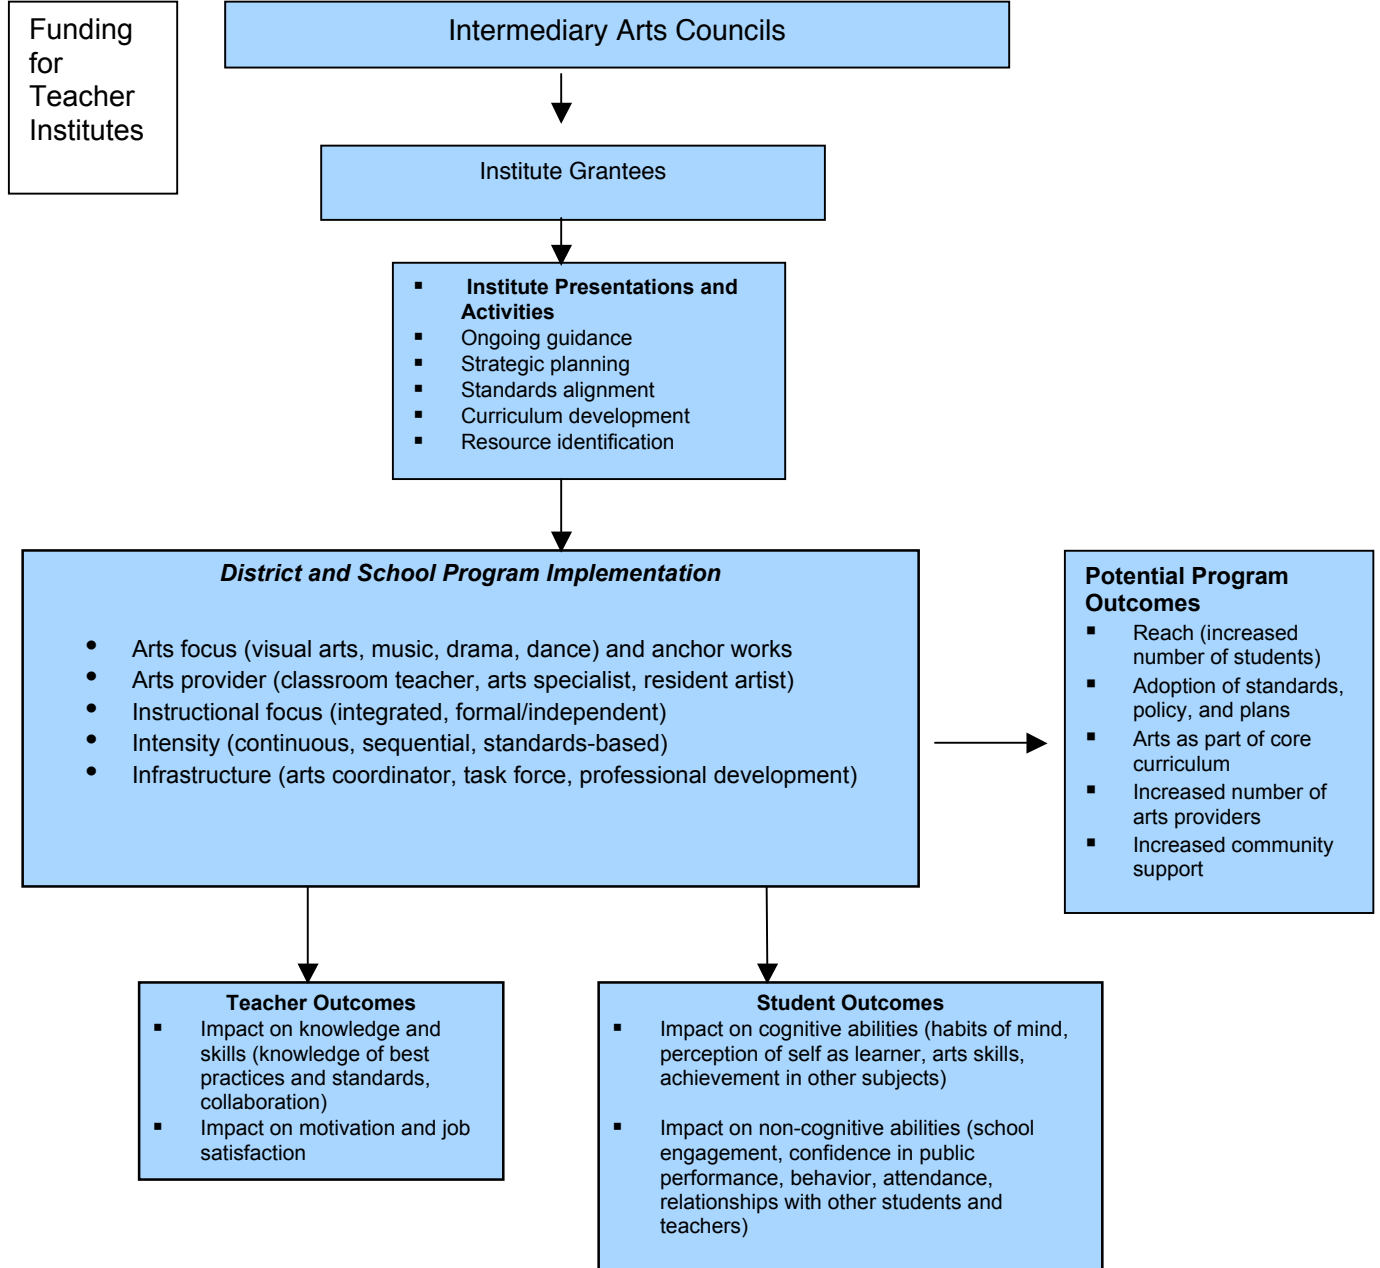 Funding
for
Teacher
Institutes
Intermediary Arts Councils
Institute Grantees
▪ Institute Presentations and
Activities
▪ Ongoing guidance
▪ Strategic planning
▪ Standards alignment
▪ Curriculum development
▪ Resource identification
District and School Program Implementation
• Arts focus (visual arts, music, drama, dance) and anchor works
• Arts provider (classroom teacher, arts specialist, resident artist)
• Instructional focus (integrated, formal/independent)
• Intensity (continuous, sequential, standards-based)
• Infrastructure (arts coordinator, task force, professional development)
Potential Program
Outcomes
▪ Reach (increased
number of students)
▪ Adoption of standards,
policy, and plans
▪ Arts as part of core
curriculum
▪ Increased number of
arts providers
▪ Increased community
support
Teacher Outcomes
▪ Impact on knowledge and
skills (knowledge of best
practices and standards,
collaboration)
▪ Impact on motivation and job
satisfaction
Student Outcomes
▪ Impact on cognitive abilities (habits of mind,
perception of self as learner, arts skills,
achievement in other subjects)
▪ Impact on non-cognitive abilities (school
engagement, confidence in public
performance, behavior, attendance,
relationships with other students and
teachers)